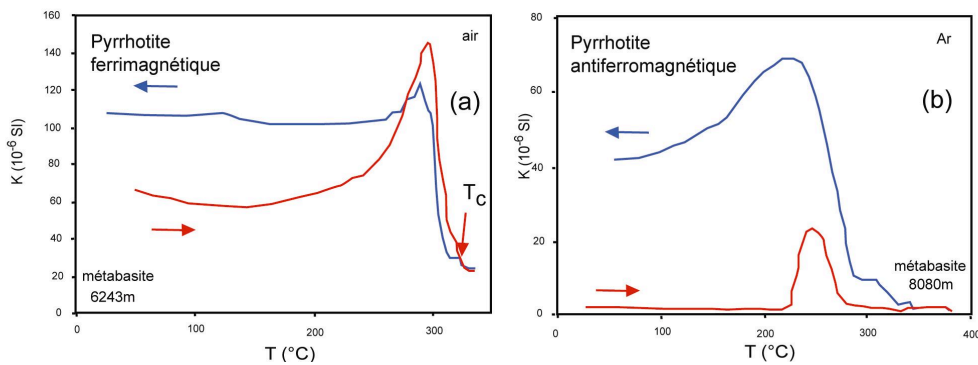 160
140
120
100
80
60
40
20
0
0
100
200
300
K (10⁻⁶ SI)
T (°C)
Pyrrhotite
ferrimagnétique
air
(a)
Tc
métabasite
6243m
80
60
40
20
0
0
100
200
300
400
K (10⁻⁶ SI)
T (°C)
Pyrrhotite
antiferromagnétique
Ar
(b)
métabasite
8080m